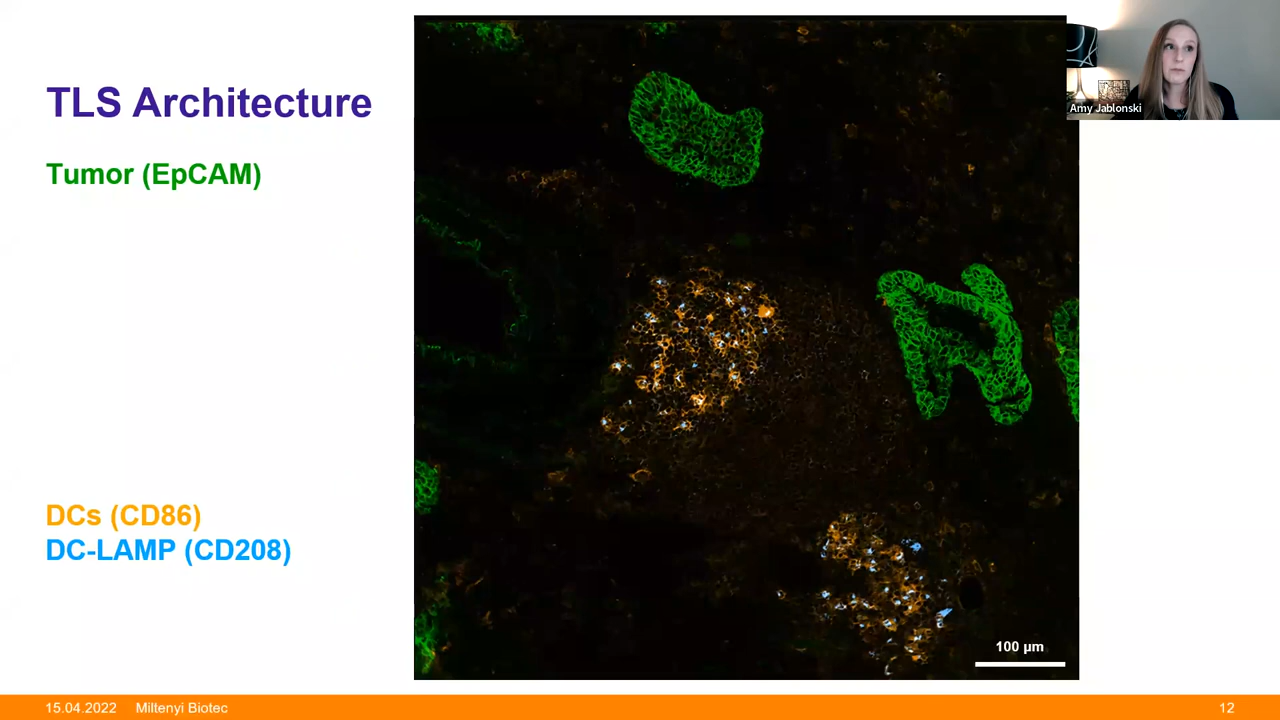 TLS Architecture
Tumor (EpCAM)
DCs (CD86)
DC-LAMP (CD208)
100 µm
Amy Jablonski
15.04.2022 Miltenyi Biotec
12